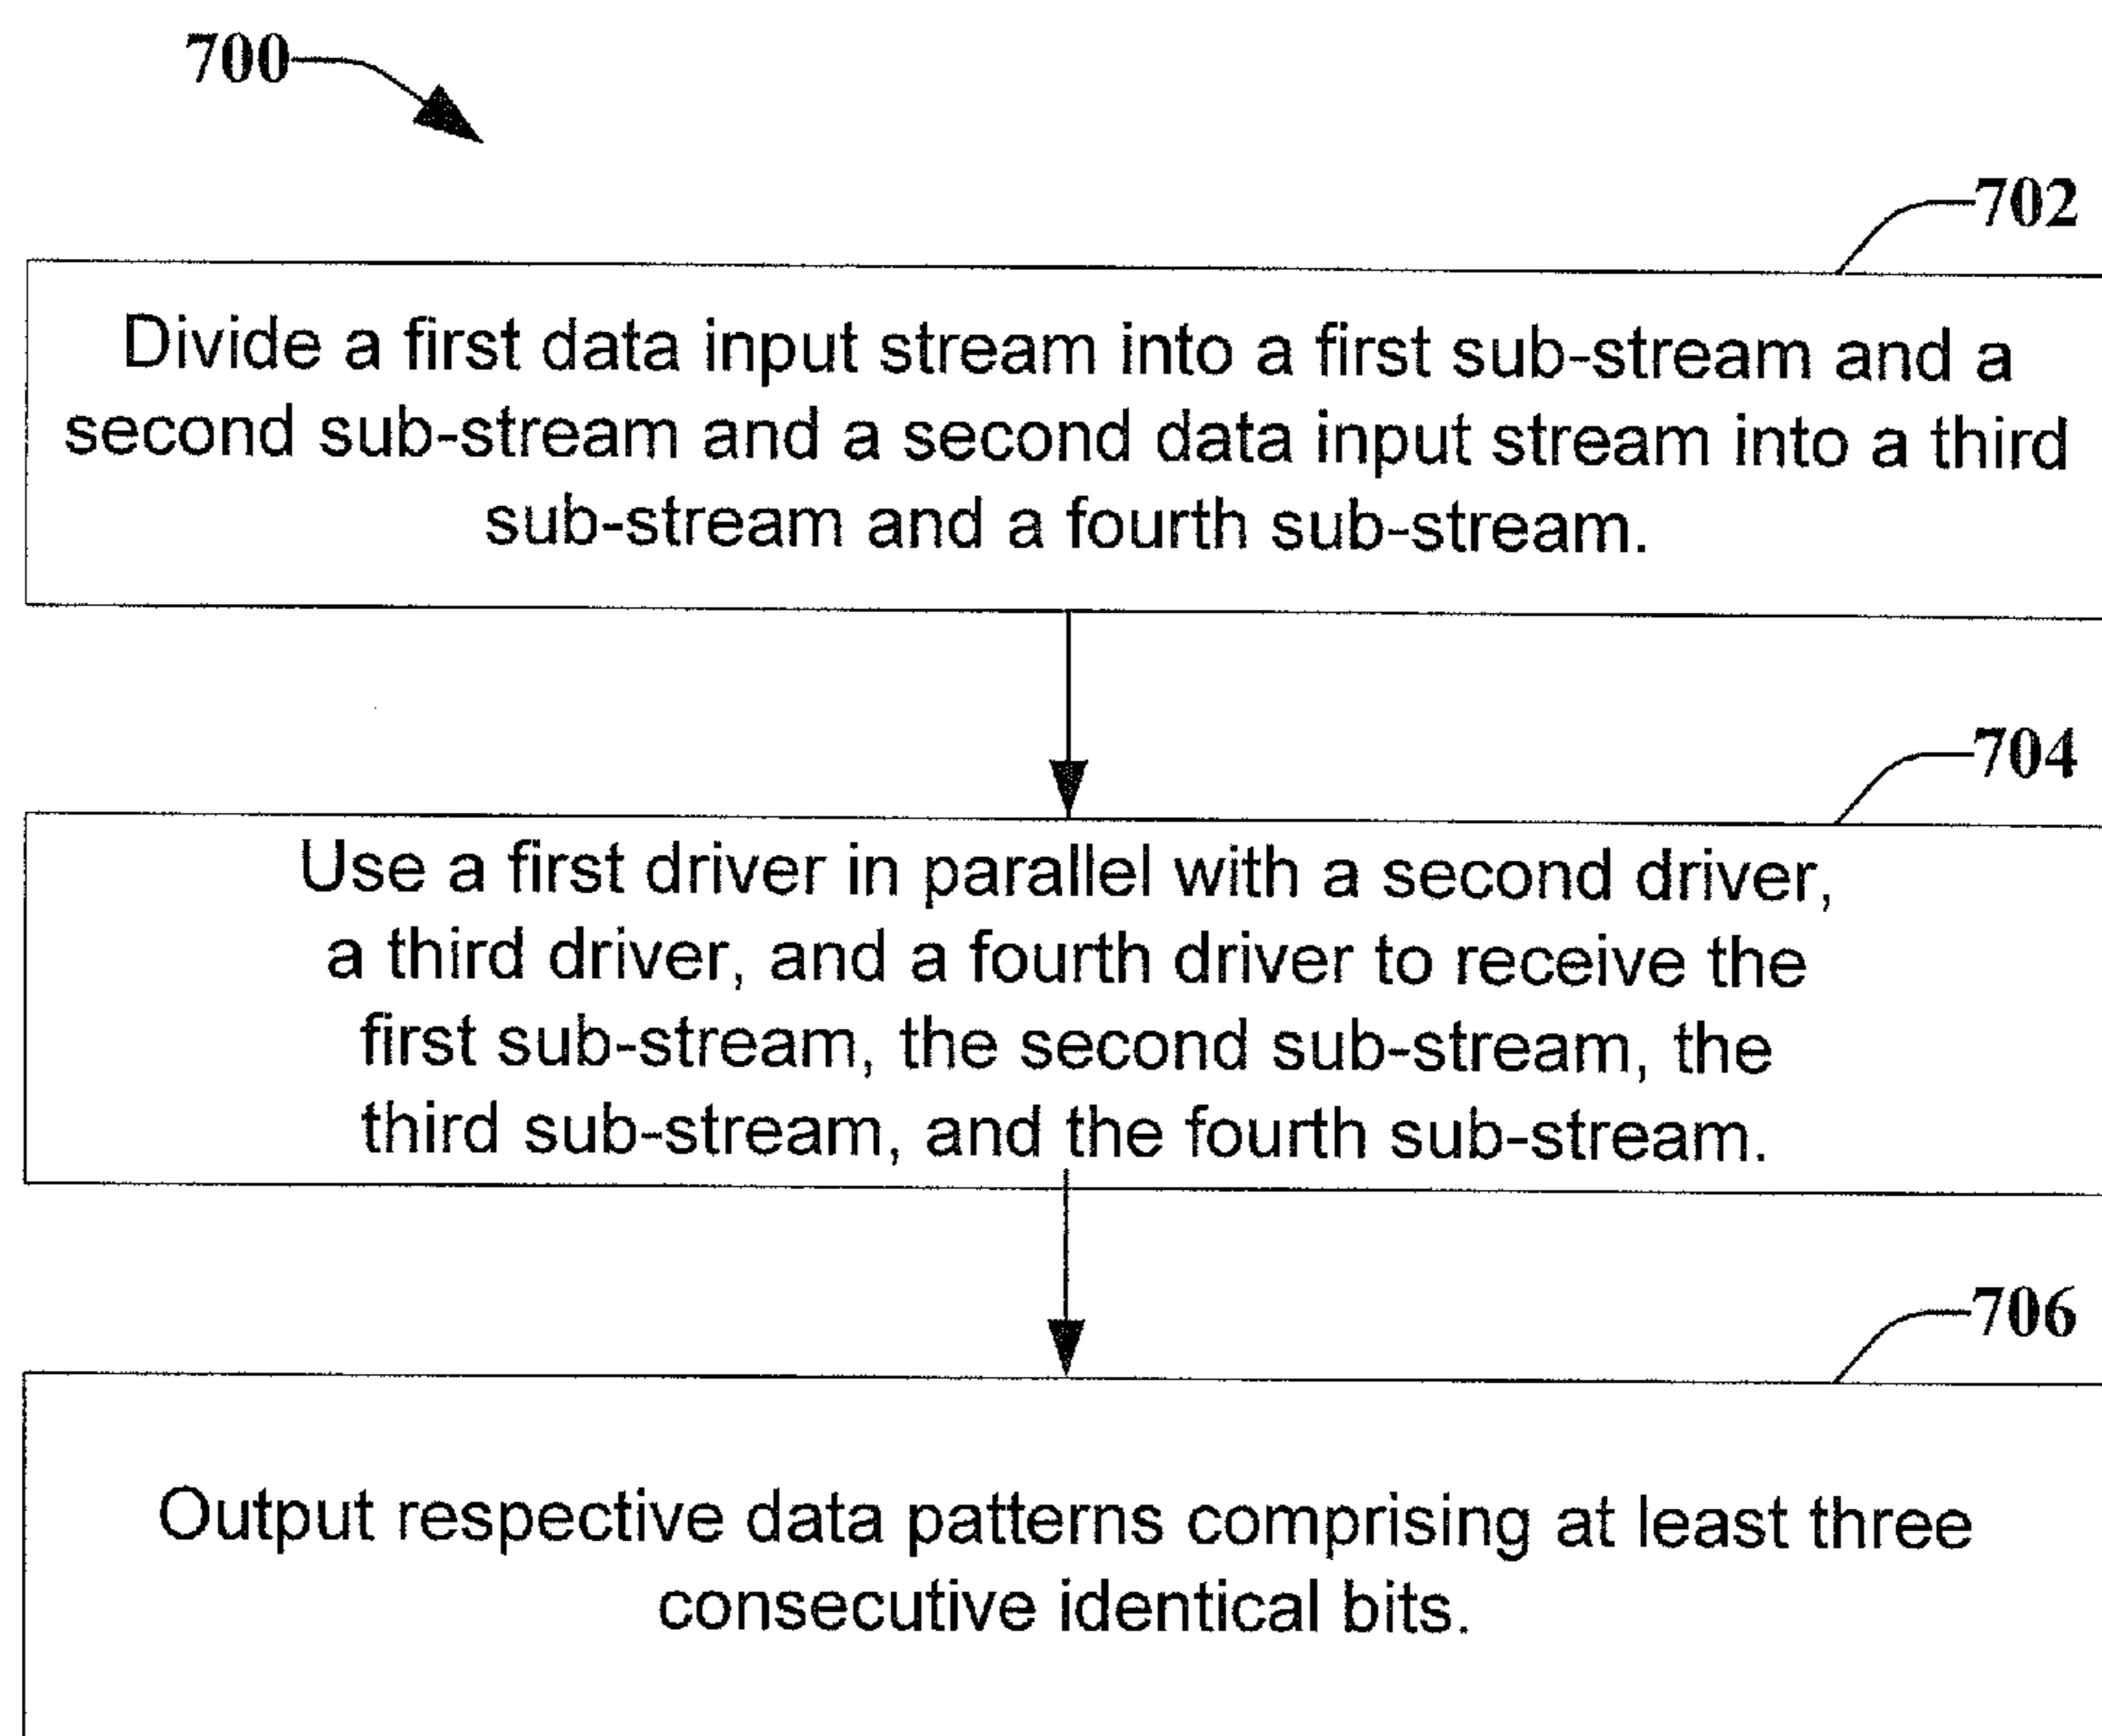 700
702
Divide a first data input stream into a first sub-stream and a
second sub-stream and a second data input stream into a third
sub-stream and a fourth sub-stream.
704
Use a first driver in parallel with a second driver,
a third driver, and a fourth driver to receive the
first sub-stream, the second sub-stream, the
third sub-stream, and the fourth sub-stream.
706
Output respective data patterns comprising at least three
consecutive identical bits.